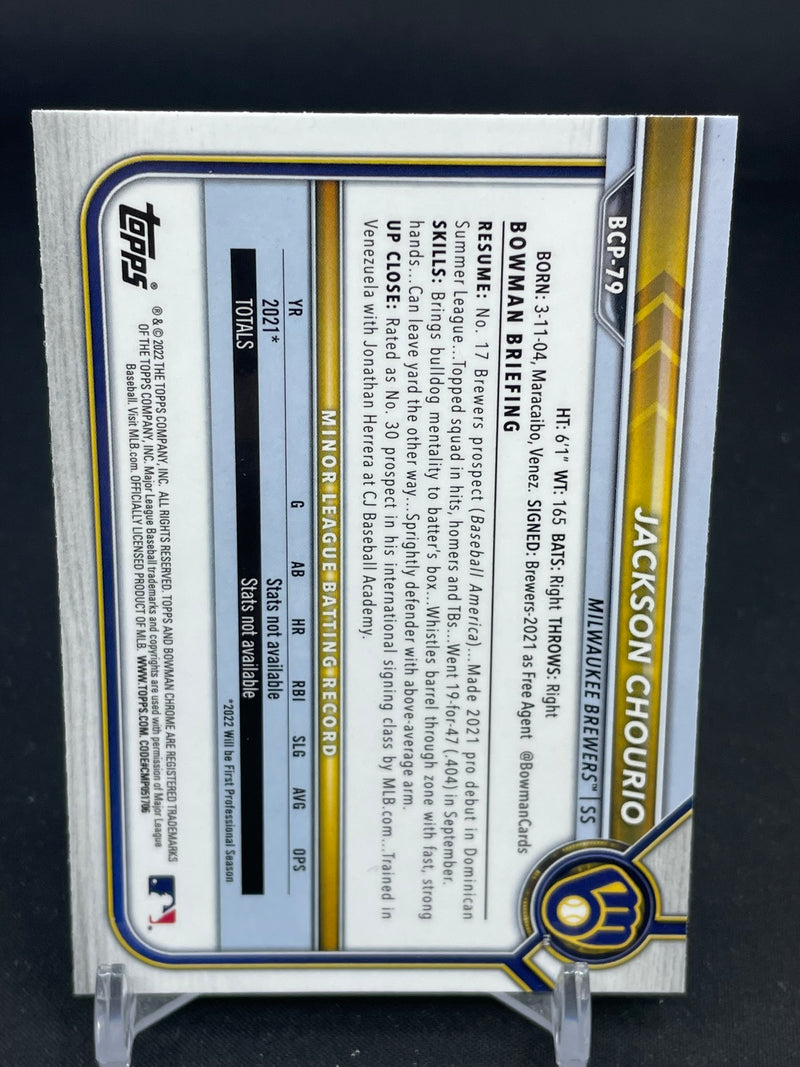 BCP-79
JACKSON CHOURIO
MILWAUKEE BREWERS™ | SS
HT: 6'1" WT: 165 BATS: Right THROWS: Right
BORN: 3-11-04, Maracaibo, Venez. SIGNED: Brewers-2021 as Free Agent @BowmanCards
BOWMAN BRIEFING
RESUME: No. 17 Brewers prospect (Baseball America)...Made 2021 pro debut in Dominican
Summer League...Topped squad in hits, homers and TBs...Went 19-for-47 (.404) in September.
SKILLS: Brings bulldog mentality to batter's box...Whistles barrel through zone with fast, strong
hands...Can leave yard the other way...Sprightly defender with above-average arm.
UP CLOSE: Rated as No. 30 prospect in his international signing class by MLB.com...Trained in
Venezuela with Jonathan Herrera at CJ Baseball Academy.
MINOR LEAGUE BATTING RECORD
YR G AB HR RBI SLG AVG OPS
2021* Stats not available
TOTALS Stats not available
*2022 Will be First Professional Season
topps®
® & © 2022 THE TOPPS COMPANY, INC. ALL RIGHTS RESERVED. TOPPS AND BOWMAN CHROME ARE REGISTERED TRADEMARKS
OF THE TOPPS COMPANY, INC. Major League Baseball trademarks and copyrights are used with permission of Major League
Baseball. Visit MLB.com. OFFICIALLY LICENSED PRODUCT OF MLB. WWW.TOPPS.COM. CODE#CMP051706